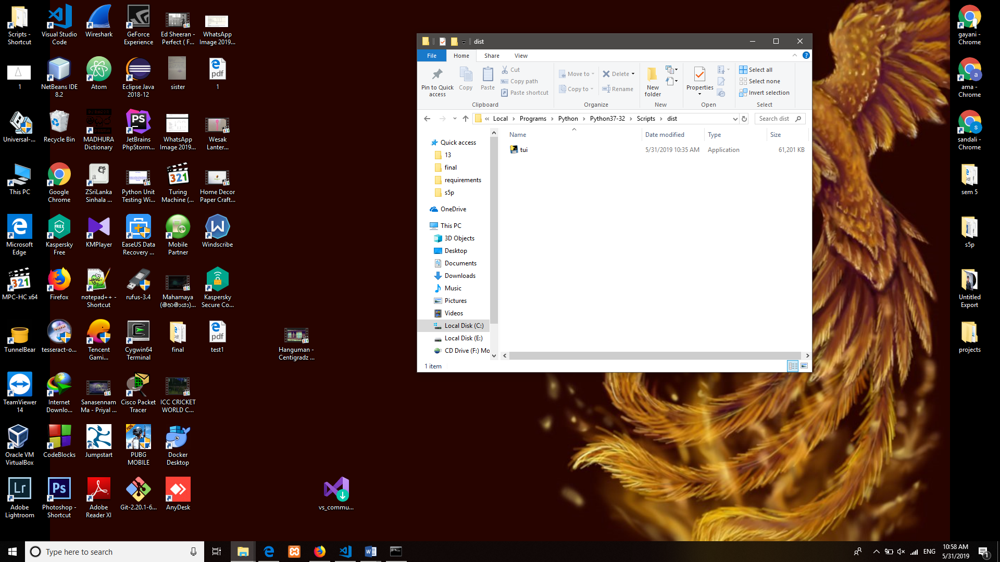 Scripts -
Shortcut
Visual Studio
Code
Wireshark
GeForce
Experience
Ed Sheeran -
Perfect ( F...
WhatsApp
Image 2019...
1
NetBeans IDE
8.2
Atom
Eclipse Java
2018-12
sister
pdf
1
Universal-...
Recycle Bin
MADHURA
Dictionary
PS
JetBrains
PhpStorm...
WhatsApp
Image 2019...
Wesak
Lantern...
This PC
Google
Chrome
ZSriLanka
Sinhala ...
Python Unit
Testing Wi...
321
Turing
Machine (...
Home Decor
Paper Craft...
Microsoft
Edge
FREE
Kaspersky
Free
KMPlayer
EaseUS Data
Recovery ...
Mobile
Partner
Windscribe
321
MPC-HC x64
Firefox
notepad++ -
Shortcut
rufus-3.4
Mahamaya
(මහමායා)...
Kaspersky
Secure Co...
TunnelBear
tesseract-o...
Tencent
Gami...
Cygwin64
Terminal
final
pdf
test1
Hanguman -
Centigradz ...
TeamViewer
14
Internet
Downlo...
Sanasennam
Ma - Priyal ...
Cisco Packet
Tracer
ICC CRICKET
WORLD C...
Oracle VM
VirtualBox
CodeBlocks
Jumpstart
PUBG
MOBILE
Docker
Desktop
Lr
Adobe
Lightroom
Ps
Photoshop -
Shortcut
Adobe
Reader XI
Git-2.20.1-6...
AnyDesk
vs_commu...
dist
File Home Share View
Pin to Quick
access
Copy
Paste
Cut
Copy path
Paste shortcut
Clipboard
Move to
Copy to
Delete
Rename
Organize
New
folder
New
Properties
Open
Select all
Select none
Invert selection
Select
« Local > Programs > Python > Python37-32 > Scripts > dist
Search dist
Name Date modified Type Size
tui 5/31/2019 10:35 AM Application 61,201 KB
Quick access
13
final
requirements
s5p
OneDrive
This PC
3D Objects
Desktop
Documents
Downloads
Music
Pictures
Videos
Local Disk (C:)
Local Disk (E:)
CD Drive (F:) Mo
1 item
gayani -
Chrome
a
ama -
Chrome
s
sandali -
Chrome
sem 5
s5p
Untitled
Export
projects
Type here to search
ENG
10:58 AM
5/31/2019
1